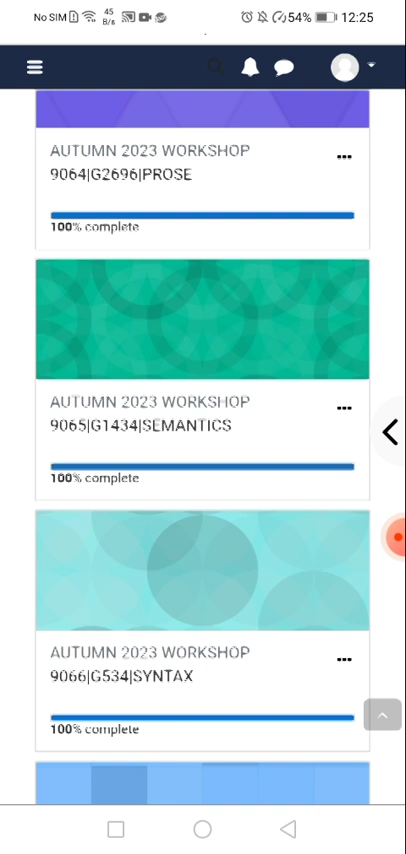 No SIM 45 B/s 54% 12:25
AUTUMN 2023 WORKSHOP
9064|G2696|PROSE
100% complete
AUTUMN 2023 WORKSHOP
9065|G1434|SEMANTICS
100% complete
AUTUMN 2023 WORKSHOP
9066|G534|SYNTAX
100% complete